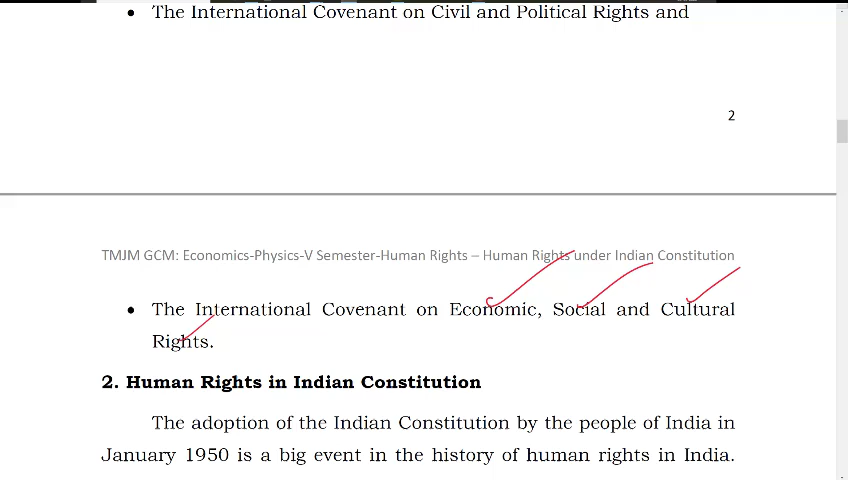 • The International Covenant on Civil and Political Rights and
2
TMJM GCM: Economics-Physics-V Semester-Human Rights – Human Rights under Indian Constitution
• The International Covenant on Economic, Social and Cultural
Rights.
2. Human Rights in Indian Constitution
The adoption of the Indian Constitution by the people of India in
January 1950 is a big event in the history of human rights in India.